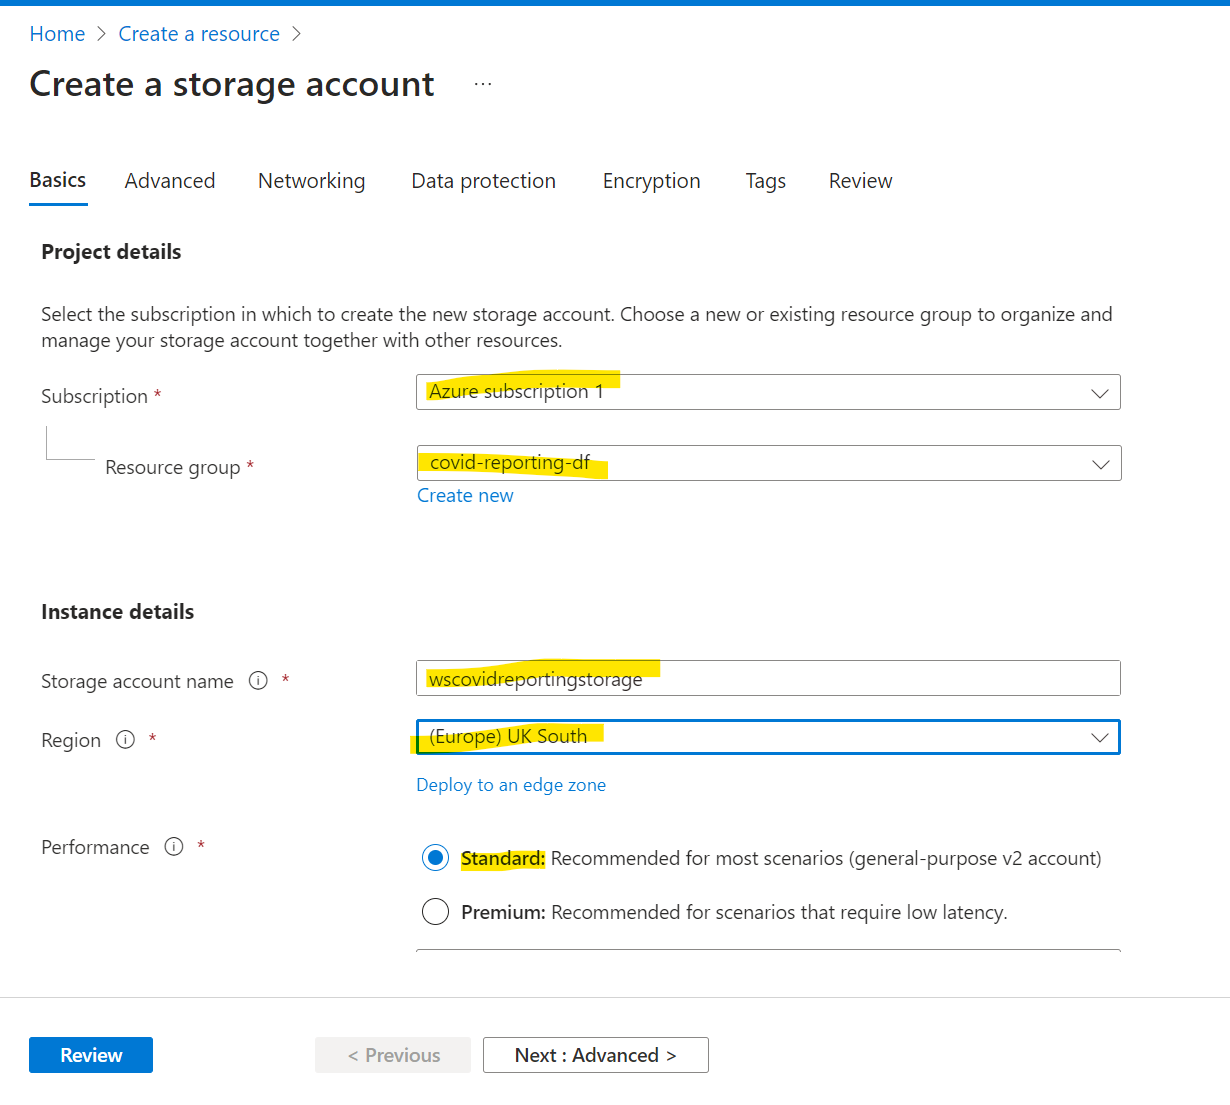 Home > Create a resource >
Create a storage account ...
Basics Advanced Networking Data protection Encryption Tags Review
Project details
Select the subscription in which to create the new storage account. Choose a new or existing resource group to organize and
manage your storage account together with other resources.
Subscription *
Azure subscription 1
Resource group *
covid-reporting-df
Create new
Instance details
Storage account name ⓘ *
wscovidreportingstorage
Region ⓘ *
(Europe) UK South
Deploy to an edge zone
Performance ⓘ *
Standard: Recommended for most scenarios (general-purpose v2 account)
Premium: Recommended for scenarios that require low latency.
Review
< Previous
Next : Advanced >